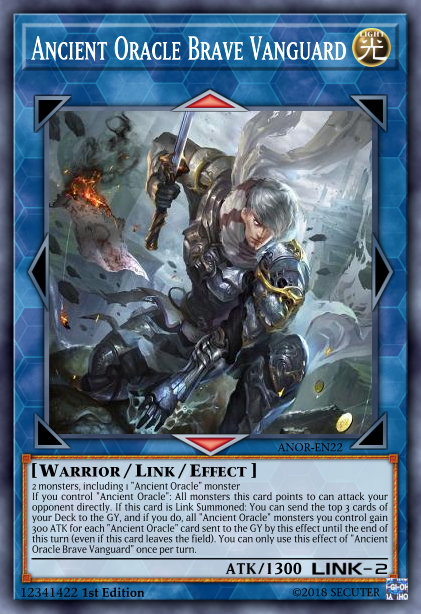 ANCIENT ORACLE BRAVE VANGUARD
LIGHT
光
ANOR-EN22
[WARRIOR/LINK/EFFECT]
2 monsters, including 1 "Ancient Oracle" monster
If you control "Ancient Oracle": All monsters this card points to can attack your
opponent directly. If this card is Link Summoned: You can send the top 3 cards
of your Deck to the GY, and if you do, all "Ancient Oracle" monsters you control gain
300 ATK for each "Ancient Oracle" card sent to the GY by this effect until the end of
this turn (even if this card leaves the field). You can only use this effect of "Ancient
Oracle Brave Vanguard" once per turn.
ATK/1300 LINK-2
12341422 1st Edition
©2018 SECUTER